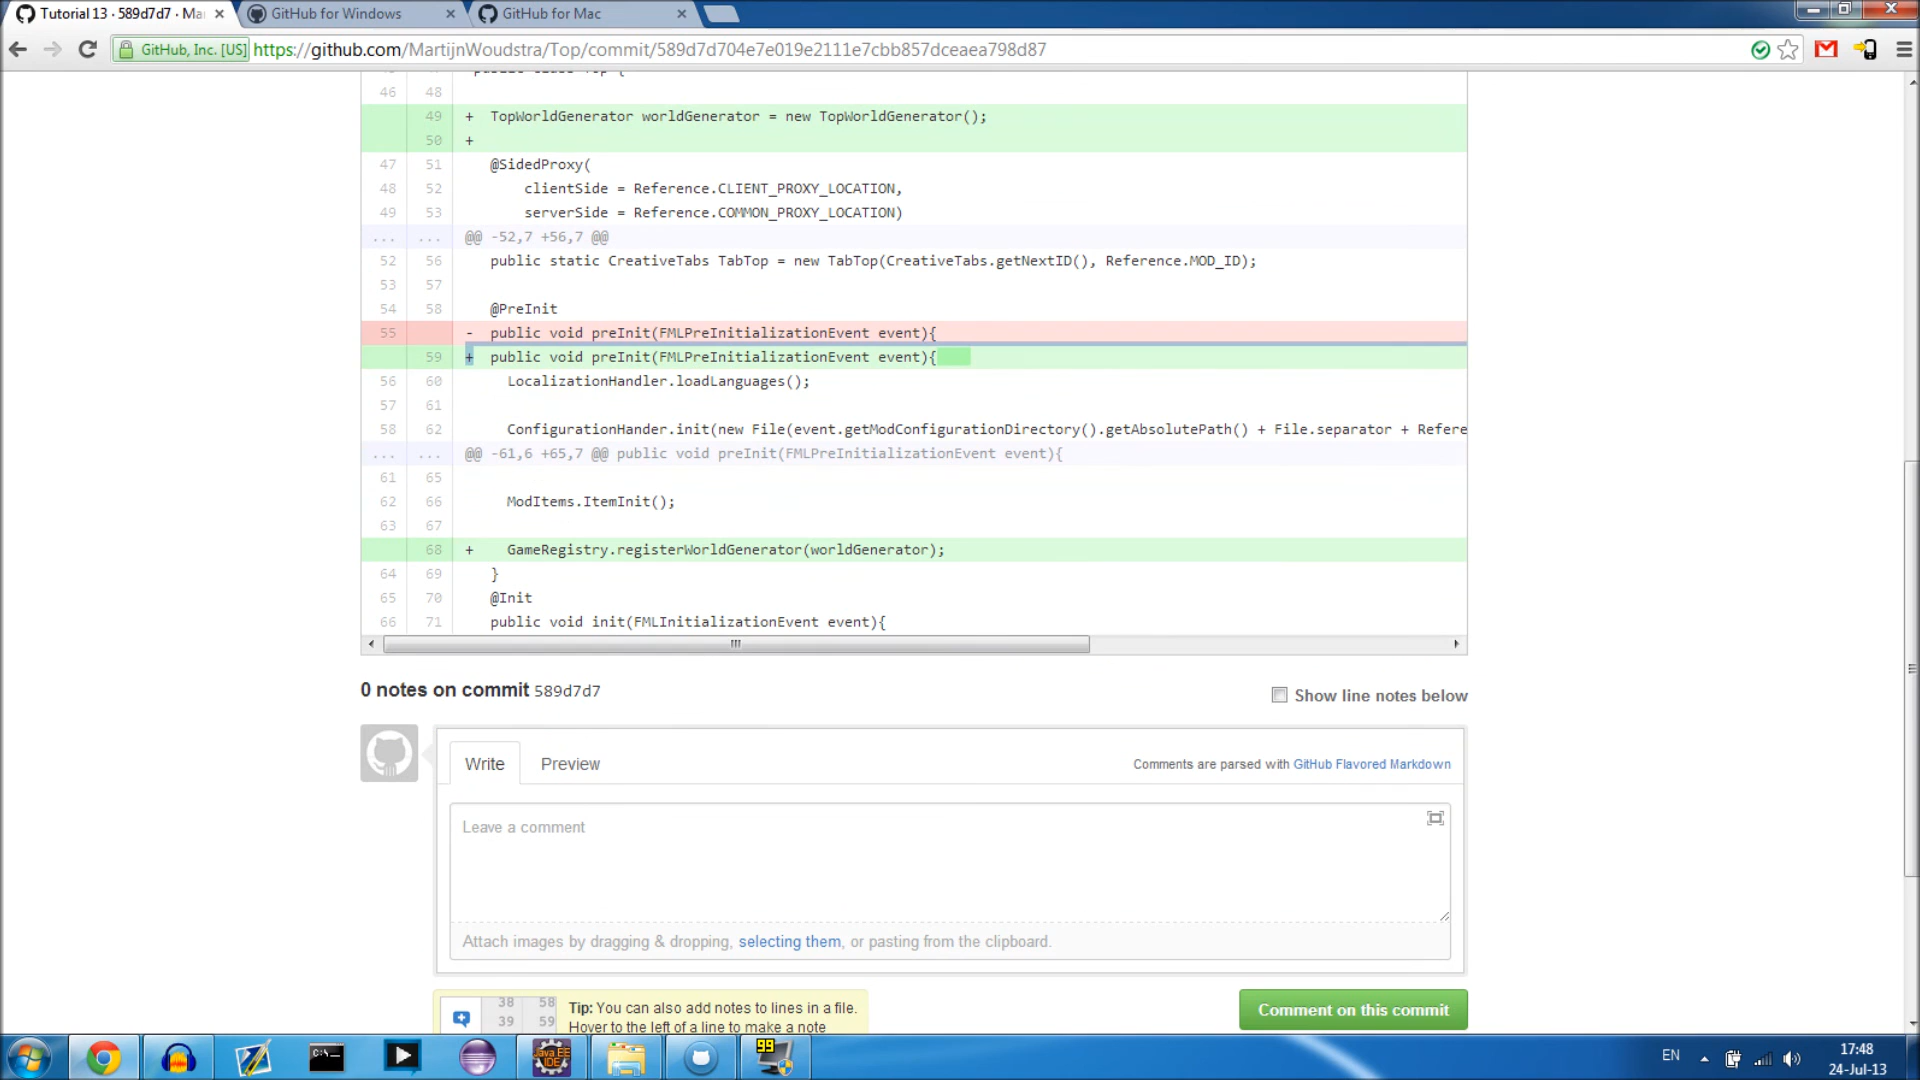 Tutorial 13 · 589d7d7 · Ma
GitHub for Windows
GitHub for Mac
GitHub, Inc. [US]
https://github.com/MartijnWoudstra/Top/commit/589d7d704e7e019e2111e7cbb857dceaea798d87
public class Top {
46 48
49 + TopWorldGenerator worldGenerator = new TopWorldGenerator();
50 +
47 51 @SidedProxy(
48 52 clientSide = Reference.CLIENT_PROXY_LOCATION,
49 53 serverSide = Reference.COMMON_PROXY_LOCATION)
... ... @@ -52,7 +56,7 @@
52 56 public static CreativeTabs TabTop = new TabTop(CreativeTabs.getNextID(), Reference.MOD_ID);
53 57
54 58 @PreInit
55 - public void preInit(FMLPreInitializationEvent event){
59 + public void preInit(FMLPreInitializationEvent event){
56 60 LocalizationHandler.loadLanguages();
57 61
58 62 ConfigurationHander.init(new File(event.getModConfigurationDirectory().getAbsolutePath() + File.separator + Refere
... ... @@ -61,6 +65,7 @@ public void preInit(FMLPreInitializationEvent event){
61 65
62 66 ModItems.ItemInit();
63 67
68 + GameRegistry.registerWorldGenerator(worldGenerator);
64 69 }
65 70 @Init
66 71 public void init(FMLInitializationEvent event){
0 notes on commit 589d7d7
Show line notes below
Write Preview
Comments are parsed with GitHub Flavored Markdown
Leave a comment
Attach images by dragging & dropping, selecting them, or pasting from the clipboard.
38 58
39 59
Tip: You can also add notes to lines in a file.
Hover to the left of a line to make a note
Comment on this commit
C:\_
Java EE
IDE
99
EN
17:48
24-Jul-13